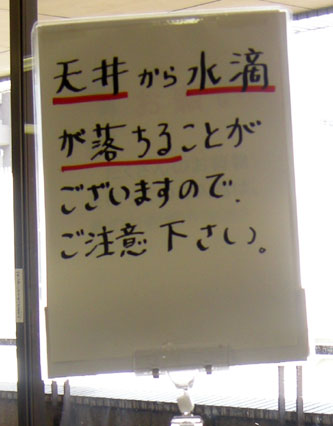 天井から水滴
が落ちることが
ございますので、
ご注意下さい。